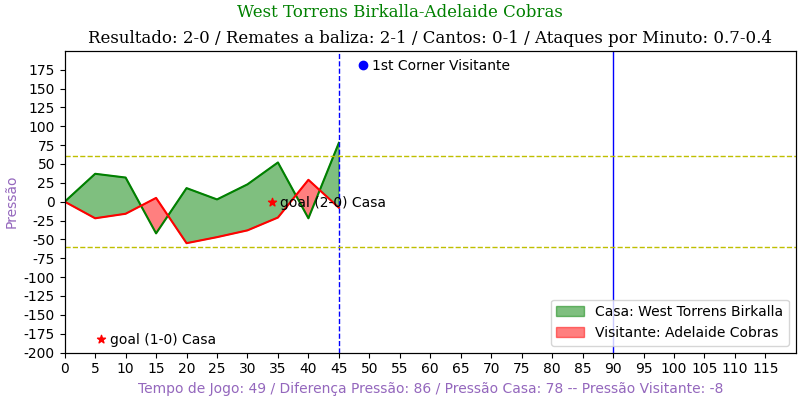 West Torrens Birkalla-Adelaide Cobras
Resultado: 2-0 / Remates a baliza: 2-1 / Cantos: 0-1 / Ataques por Minuto: 0.7-0.4
Pressão
175
150
125
100
75
50
25
0
-25
-50
-75
-100
-125
-150
-175
-200
1st Corner Visitante
goal (2-0) Casa
goal (1-0) Casa
Casa: West Torrens Birkalla
Visitante: Adelaide Cobras
0 5 10 15 20 25 30 35 40 45 50 55 60 65 70 75 80 85 90 95 100 105 110 115
Tempo de Jogo: 49 / Diferença Pressão: 86 / Pressão Casa: 78 -- Pressão Visitante: -8